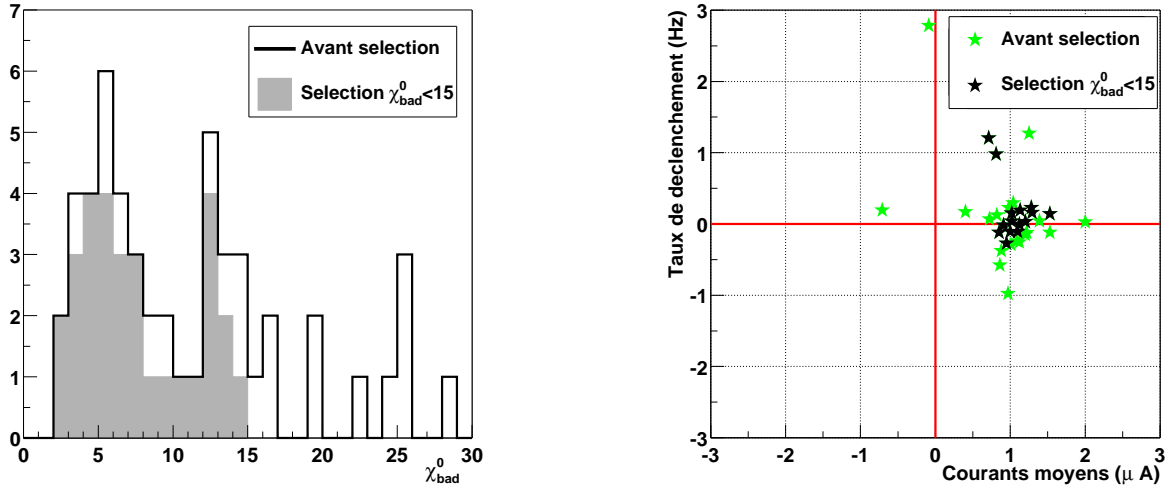 7
6
5
4
3
2
1
0
0 5 10 15 20 25 30
χ⁰bad
Avant selection
Selection χ⁰bad<15
Taux de declenchement (Hz)
3
2
1
0
-1
-2
-3
-3 -2 -1 0 1 2 3
Courants moyens (μ A)
Avant selection
Selection χ⁰bad<15